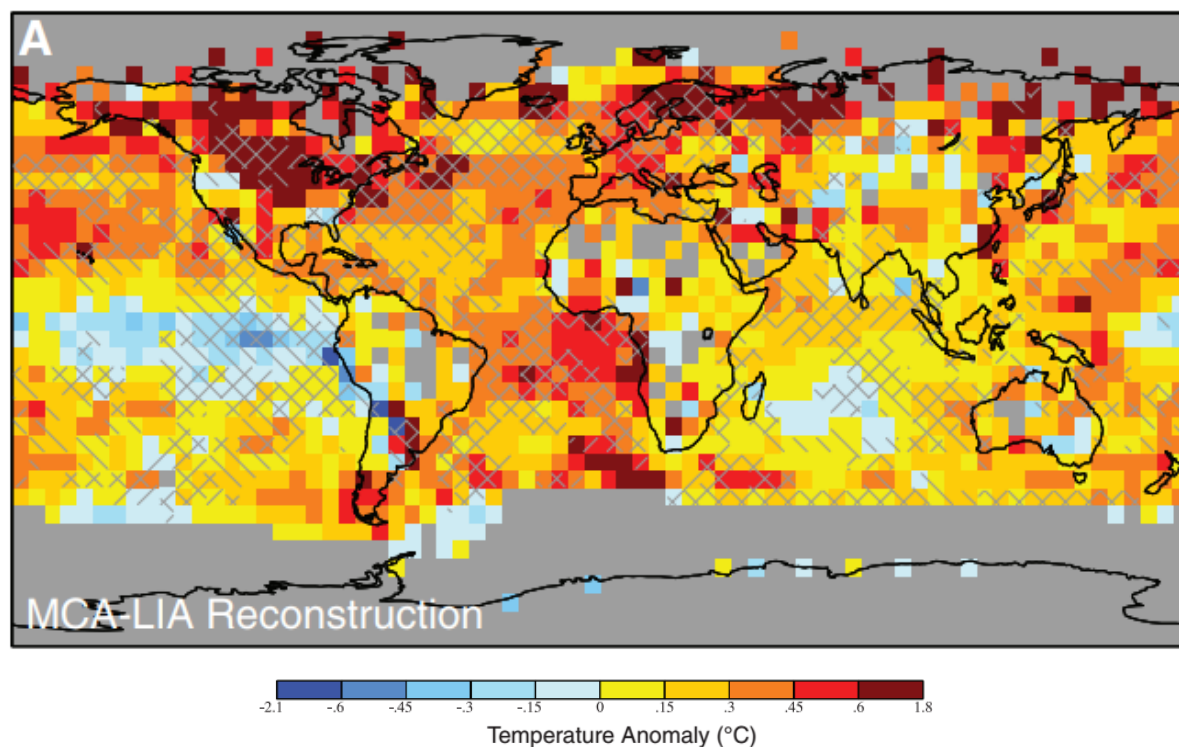 A
MCA-LIA Reconstruction
-2.1 -.6 -.45 -.3 -.15 0 .15 .3 .45 .6 1.8
Temperature Anomaly (°C)